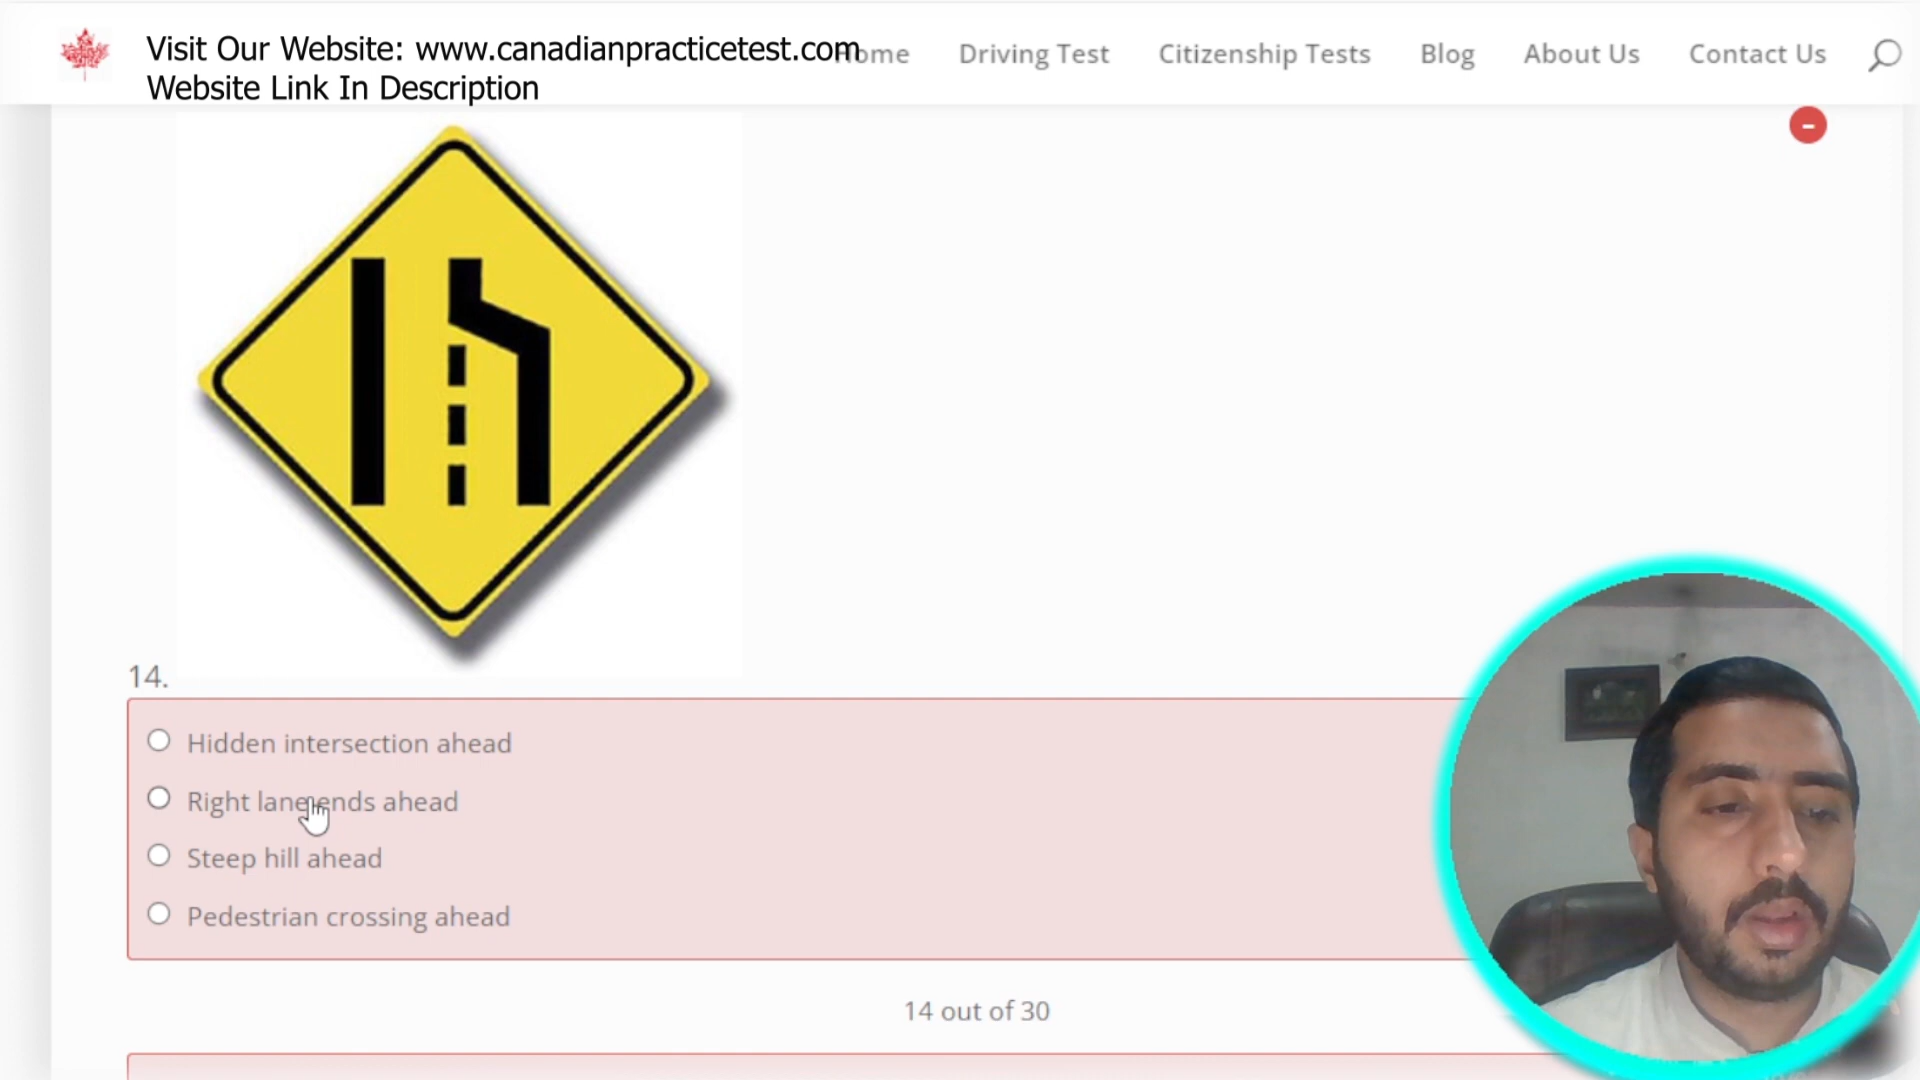 Visit Our Website: www.canadianpracticetest.com
Website Link In Description
Home Driving Test Citizenship Tests Blog About Us Contact Us
14.
Hidden intersection ahead
Right lane ends ahead
Steep hill ahead
Pedestrian crossing ahead
14 out of 30